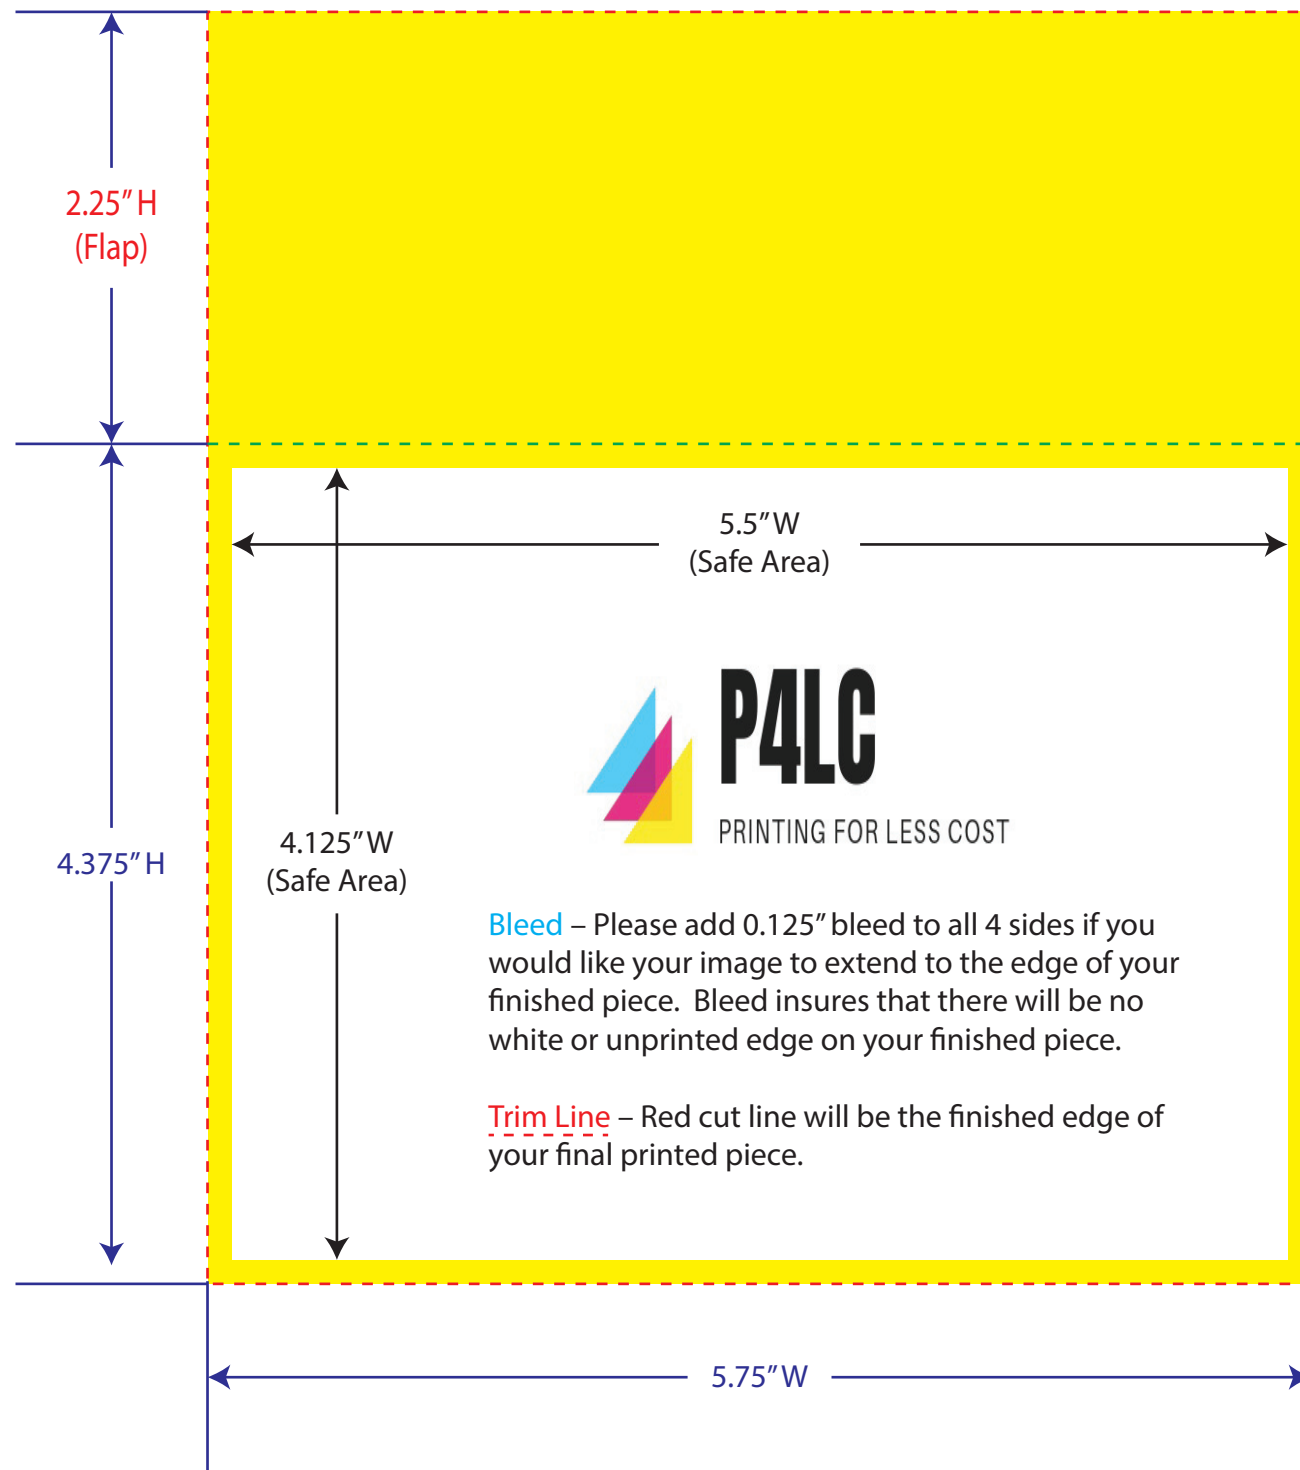 2.25" H
(Flap)
5.5" W
(Safe Area)
P4LC
PRINTING FOR LESS COST
4.125" W
(Safe Area)
4.375" H
Bleed – Please add 0.125" bleed to all 4 sides if you
would like your image to extend to the edge of your
finished piece.  Bleed insures that there will be no
white or unprinted edge on your finished piece.
Trim Line – Red cut line will be the finished edge of
your final printed piece.
5.75" W